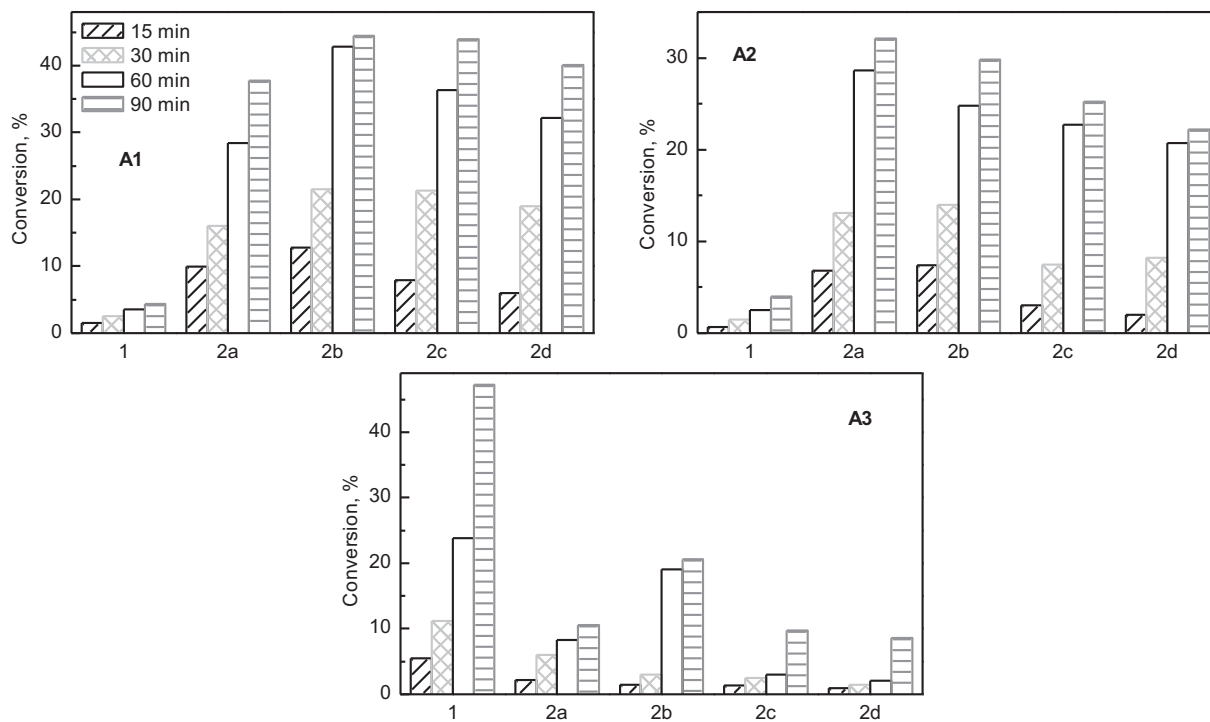 Conversion, %
40
30
20
10
0
15 min
30 min
60 min
90 min
A1
1 2a 2b 2c 2d
Conversion, %
30
20
10
0
A2
1 2a 2b 2c 2d
Conversion, %
40
30
20
10
0
A3
1 2a 2b 2c 2d